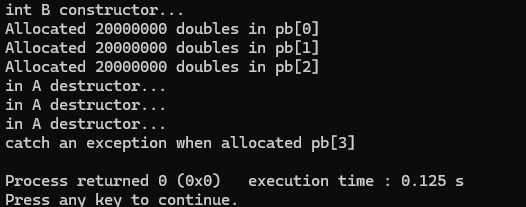 int B constructor...
Allocated 20000000 doubles in pb[0]
Allocated 20000000 doubles in pb[1]
Allocated 20000000 doubles in pb[2]
in A destructor...
in A destructor...
in A destructor...
catch an exception when allocated pb[3]
Process returned 0 (0x0)   execution time : 0.125 s
Press any key to continue.